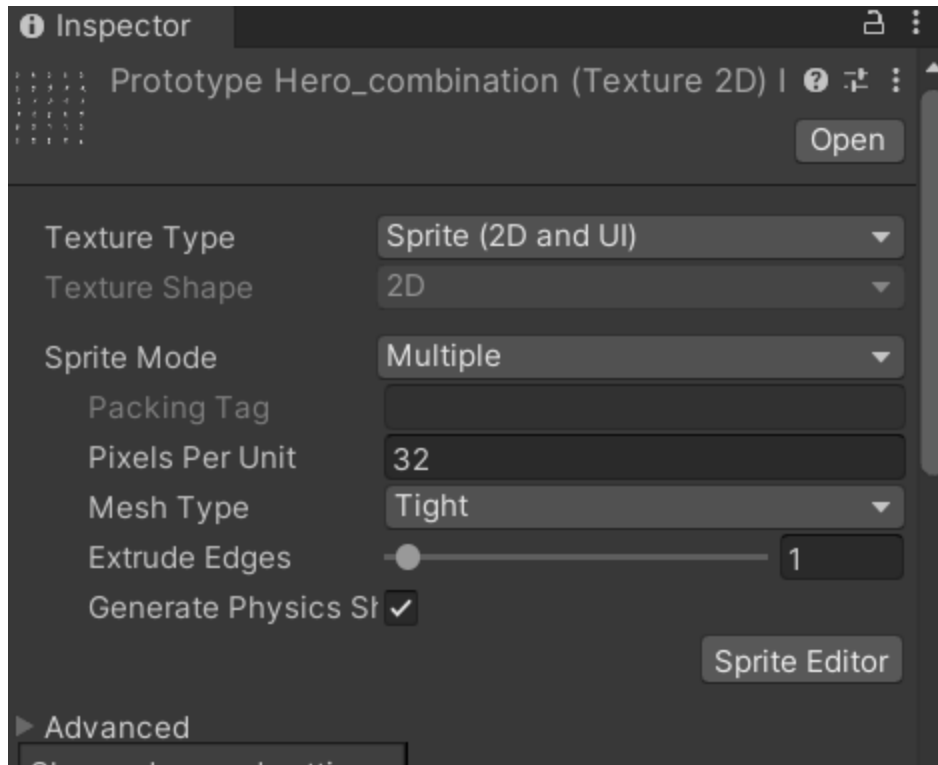 Inspector
Prototype Hero_combination (Texture 2D) I
Open
Texture Type Sprite (2D and UI)
Texture Shape 2D
Sprite Mode Multiple
Packing Tag
Pixels Per Unit 32
Mesh Type Tight
Extrude Edges 1
Generate Physics Sh
Sprite Editor
Advanced